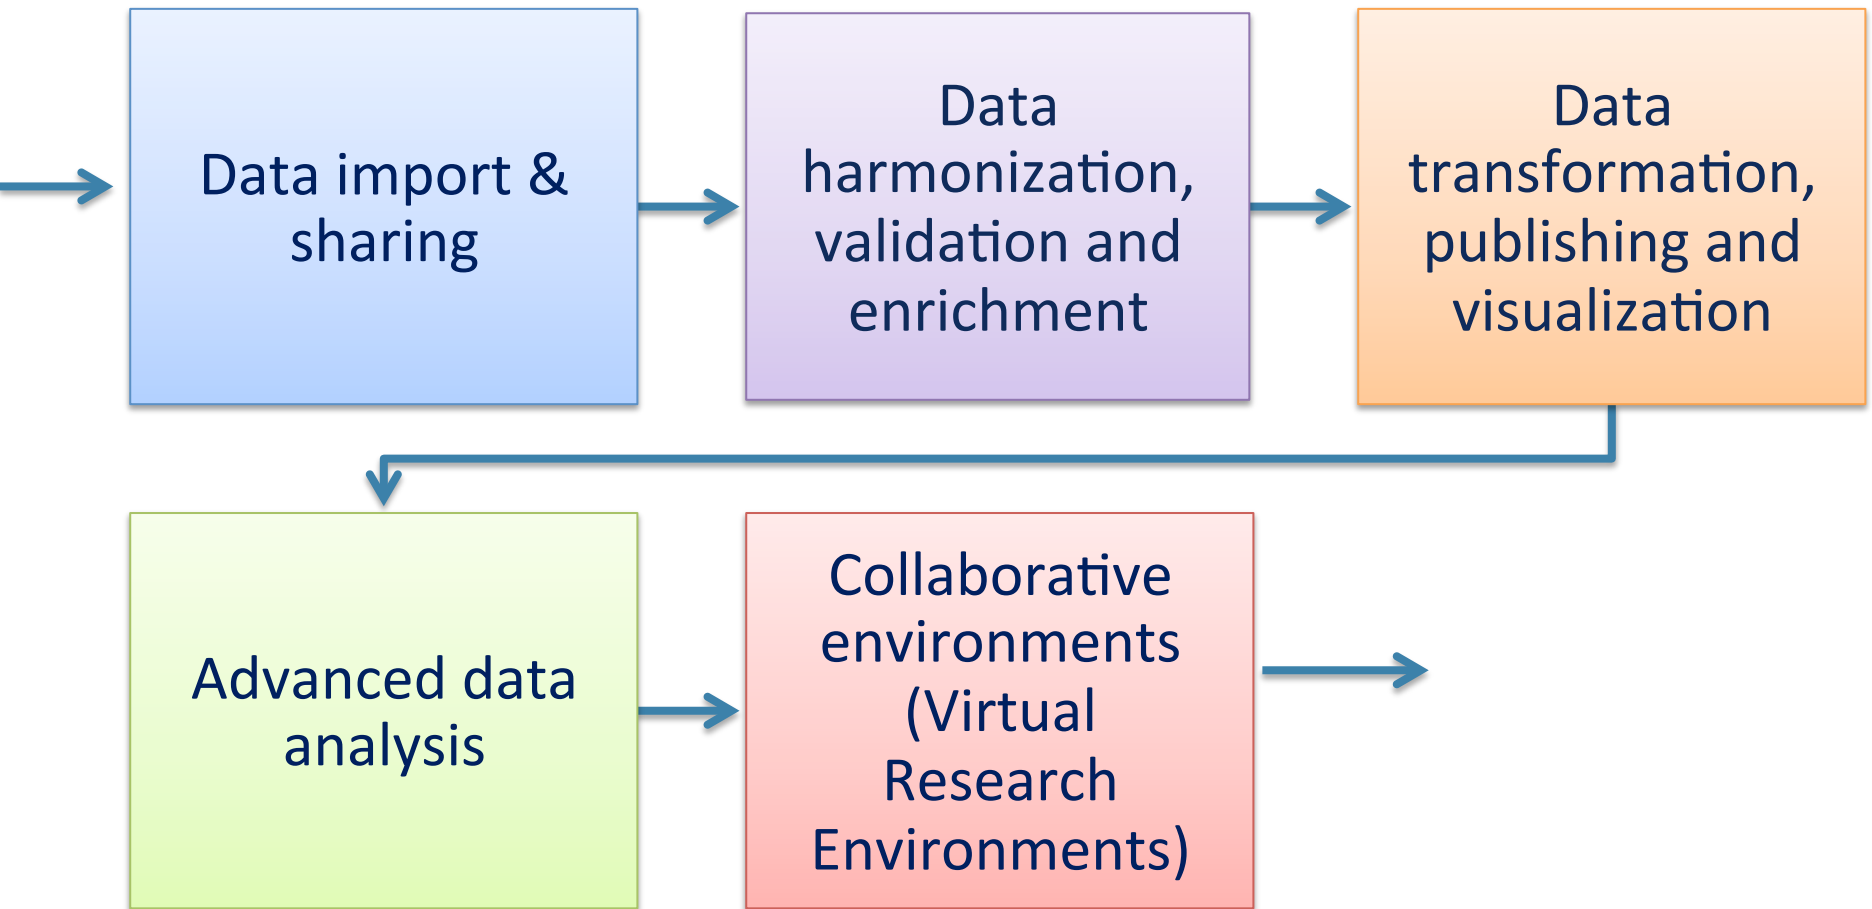 Data import &
sharing
Data
harmonization,
validation and
enrichment
Data
transformation,
publishing and
visualization
Advanced data
analysis
Collaborative
environments
(Virtual
Research
Environments)